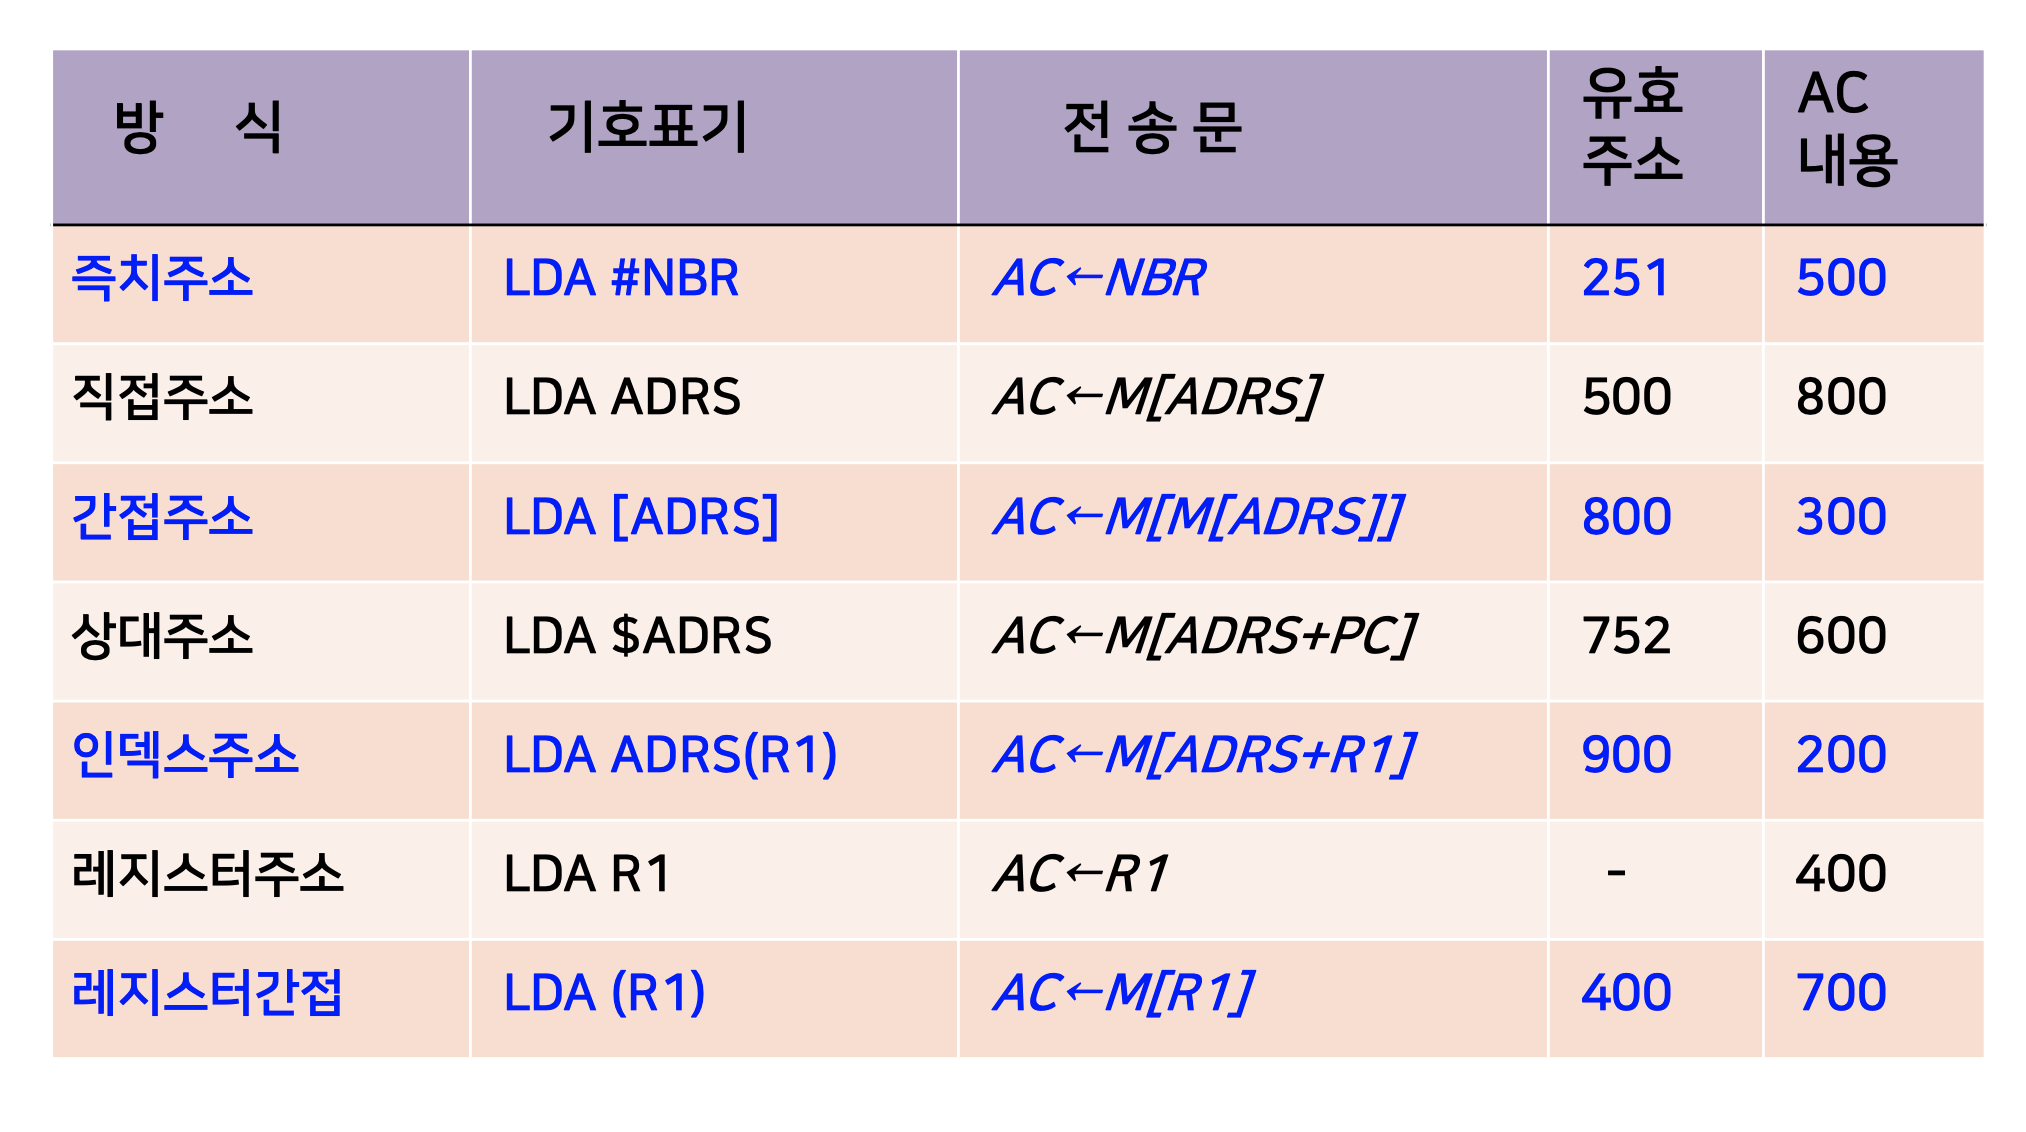 방 식 기호표기 전 송 문 유효 주소 AC 내용
즉치주소 LDA #NBR AC←NBR 251 500
직접주소 LDA ADRS AC←M[ADRS] 500 800
간접주소 LDA [ADRS] AC←M[M[ADRS]] 800 300
상대주소 LDA $ADRS AC←M[ADRS+PC] 752 600
인덱스주소 LDA ADRS(R1) AC←M[ADRS+R1] 900 200
레지스터주소 LDA R1 AC←R1 - 400
레지스터간접 LDA (R1) AC←M[R1] 400 700